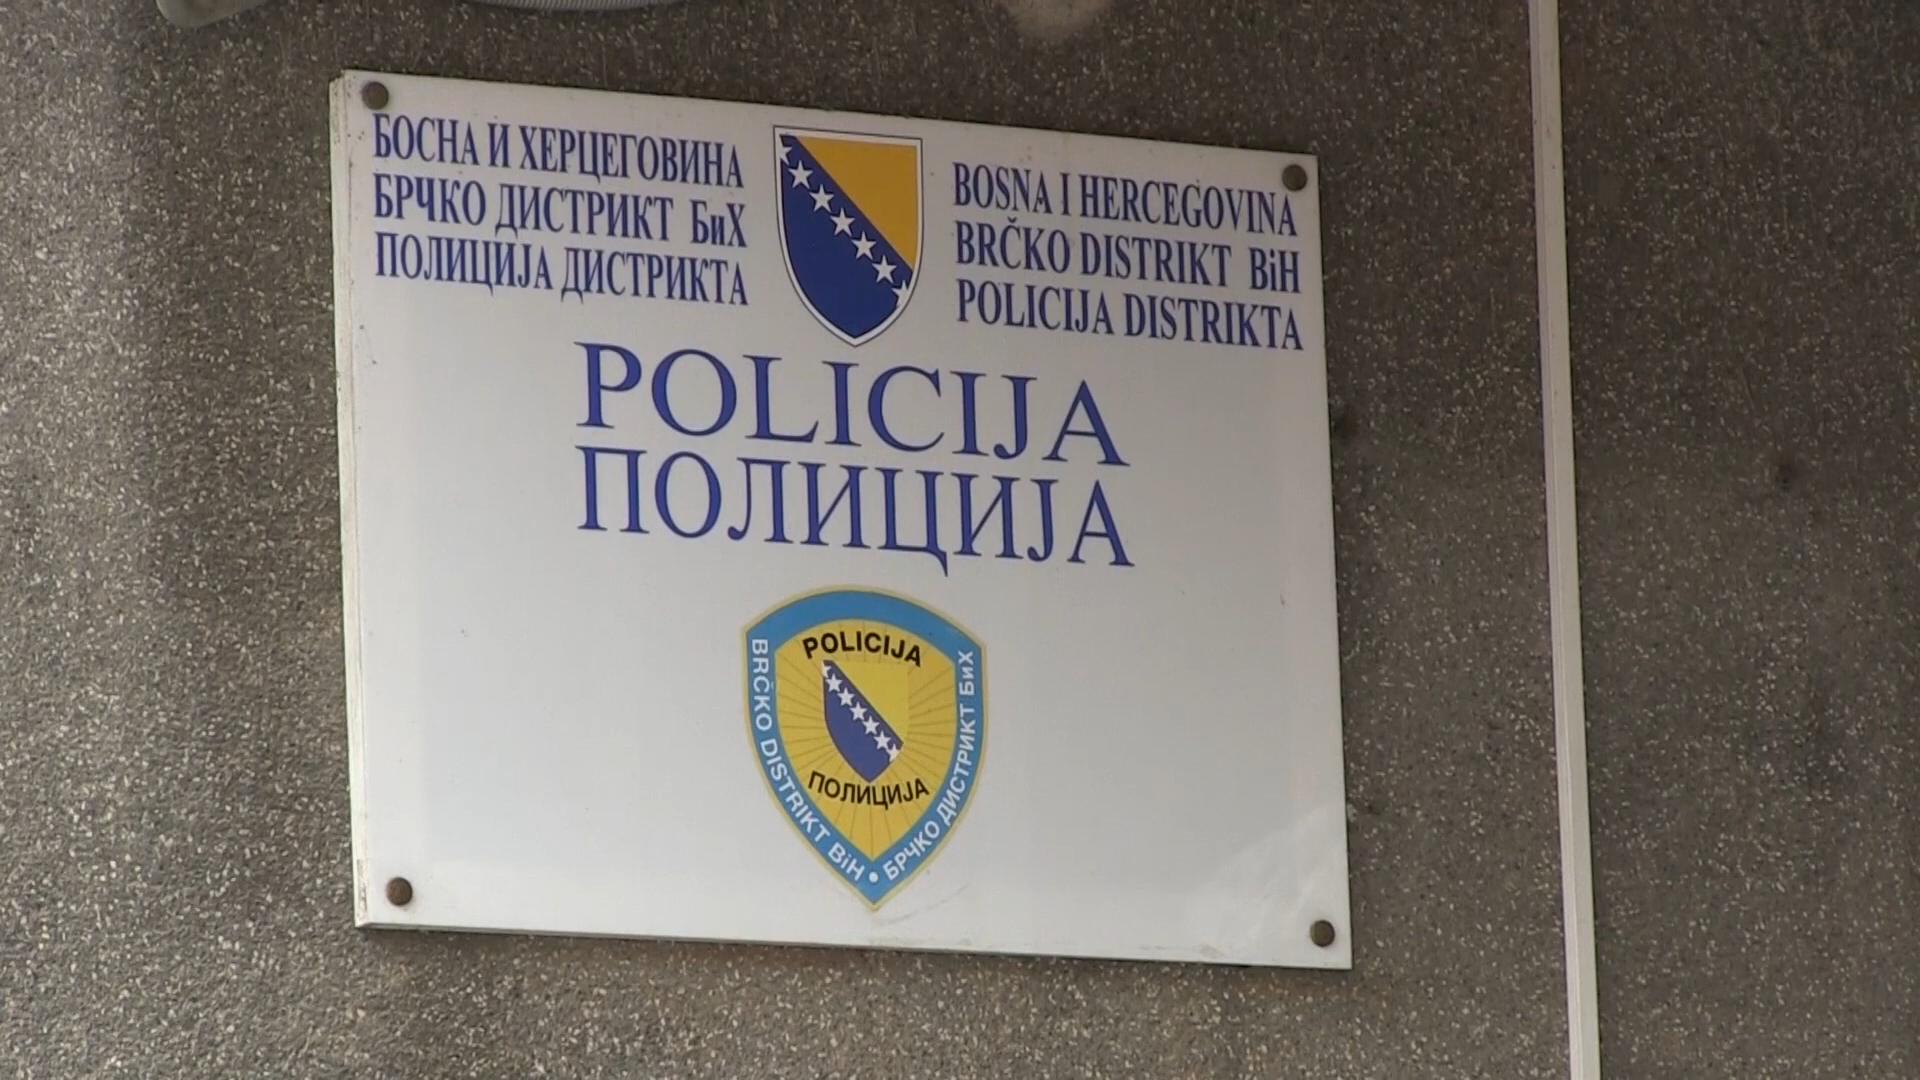 БОСНА И ХЕРЦЕГОВИНА
БРЧКО ДИСТРИКТ БиХ
ПОЛИЦИЈА ДИСТРИКТА
BOSNA I HERCEGOVINA
BRČKO DISTRIKT BiH
POLICIJA DISTRIKTA
POLICIJA
ПОЛИЦИЈА
POLICIJA
ПОЛИЦИЈА
BRČKO DISTRIKT BiH • БРЧКО ДИСТРИКТ БиХ